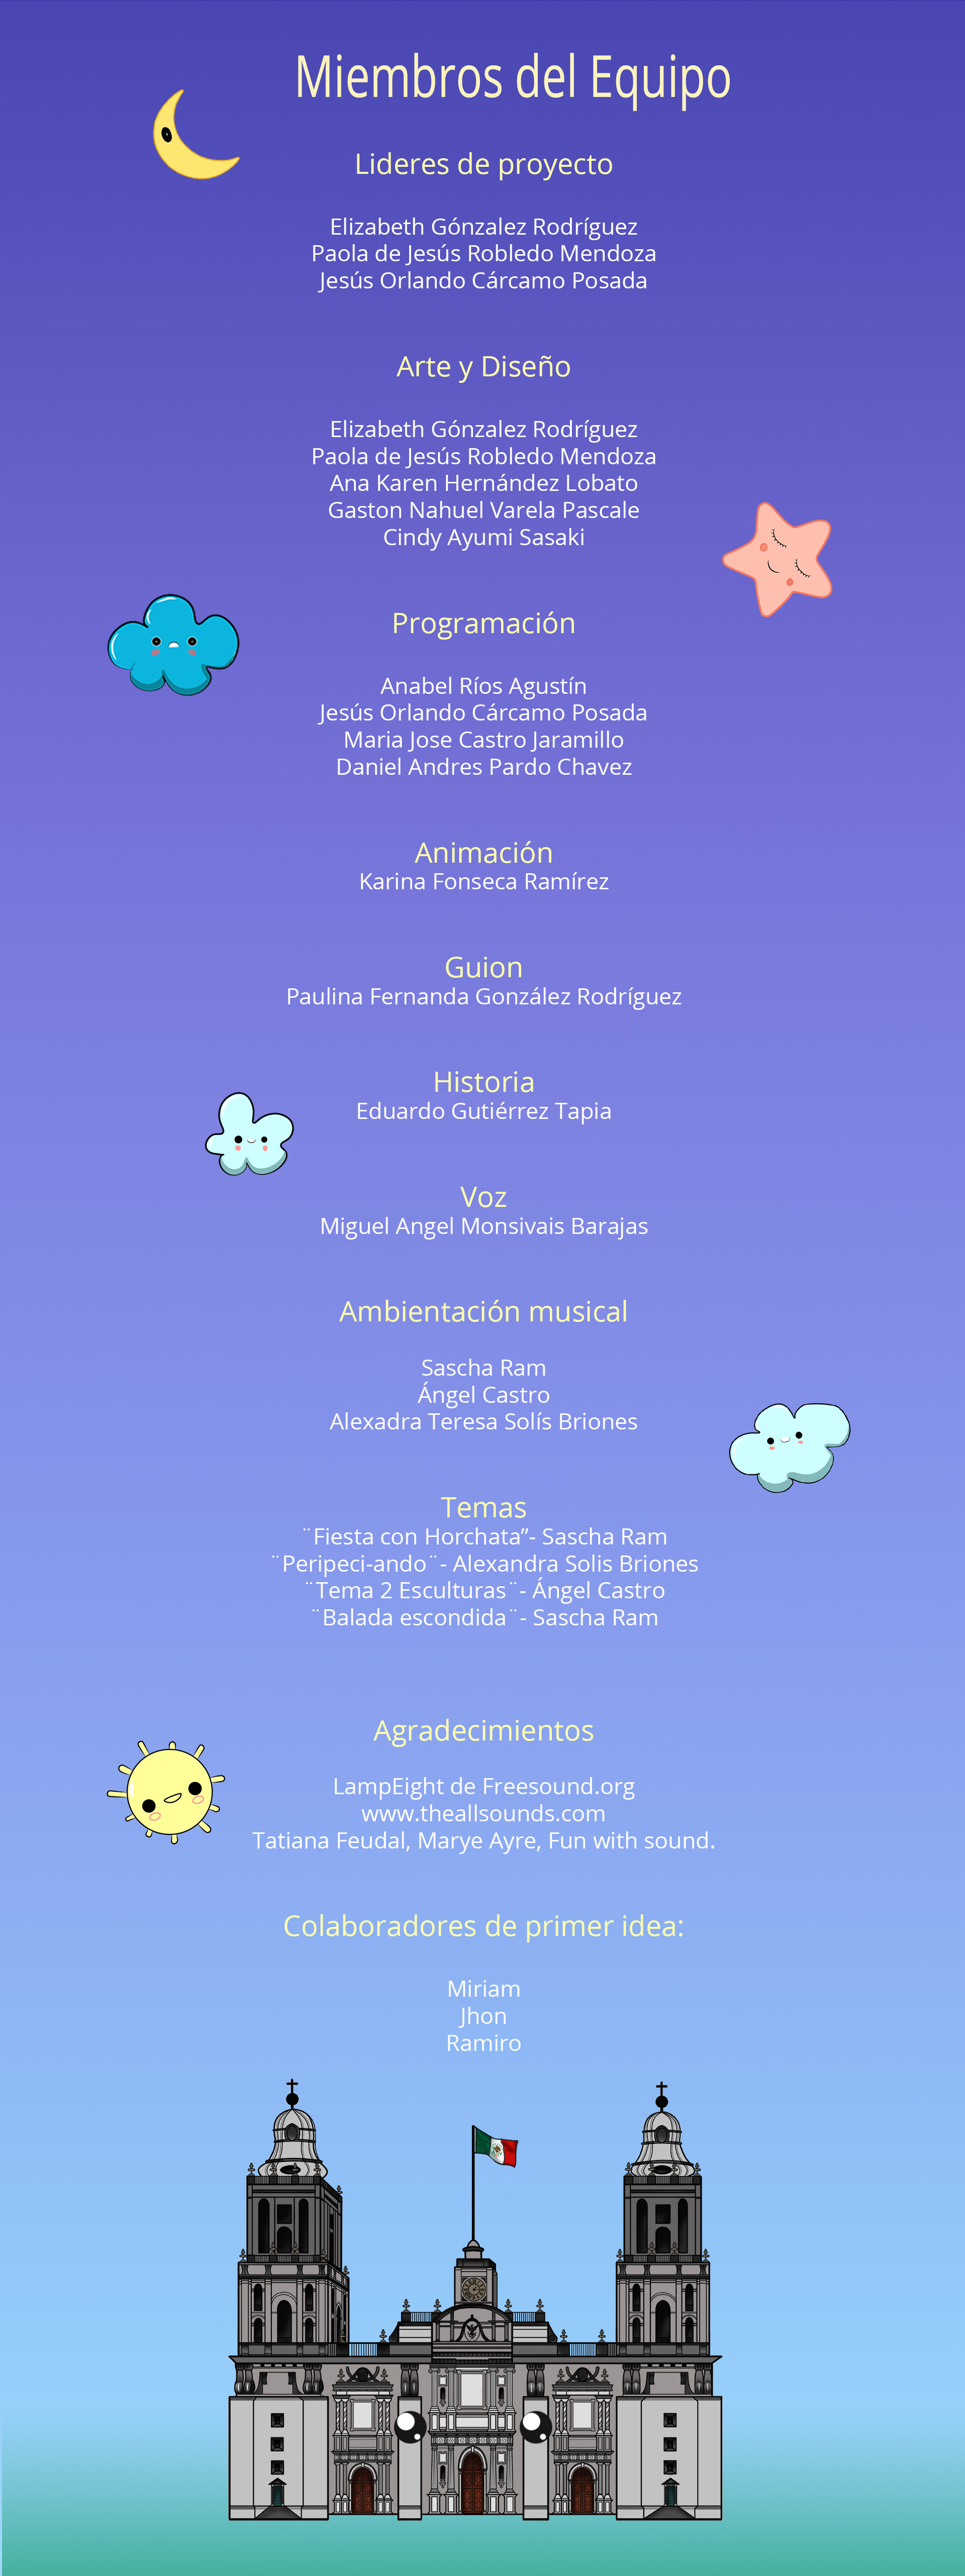 Miembros del Equipo
Lideres de proyecto
Elizabeth Gónzalez Rodríguez
Paola de Jesús Robledo Mendoza
Jesús Orlando Cárcamo Posada
Arte y Diseño
Elizabeth Gónzalez Rodríguez
Paola de Jesús Robledo Mendoza
Ana Karen Hernández Lobato
Gaston Nahuel Varela Pascale
Cindy Ayumi Sasaki
Programación
Anabel Ríos Agustín
Jesús Orlando Cárcamo Posada
Maria Jose Castro Jaramillo
Daniel Andres Pardo Chavez
Animación
Karina Fonseca Ramírez
Guion
Paulina Fernanda González Rodríguez
Historia
Eduardo Gutiérrez Tapia
Voz
Miguel Angel Monsivais Barajas
Ambientación musical
Sascha Ram
Ángel Castro
Alexadra Teresa Solís Briones
Temas
¨Fiesta con Horchata”- Sascha Ram
¨Peripeci-ando¨- Alexandra Solis Briones
¨Tema 2 Esculturas¨- Ángel Castro
¨Balada escondida¨- Sascha Ram
Agradecimientos
LampEight de Freesound.org
www.theallsounds.com
Tatiana Feudal, Marye Ayre, Fun with sound.
Colaboradores de primer idea:
Miriam
Jhon
Ramiro